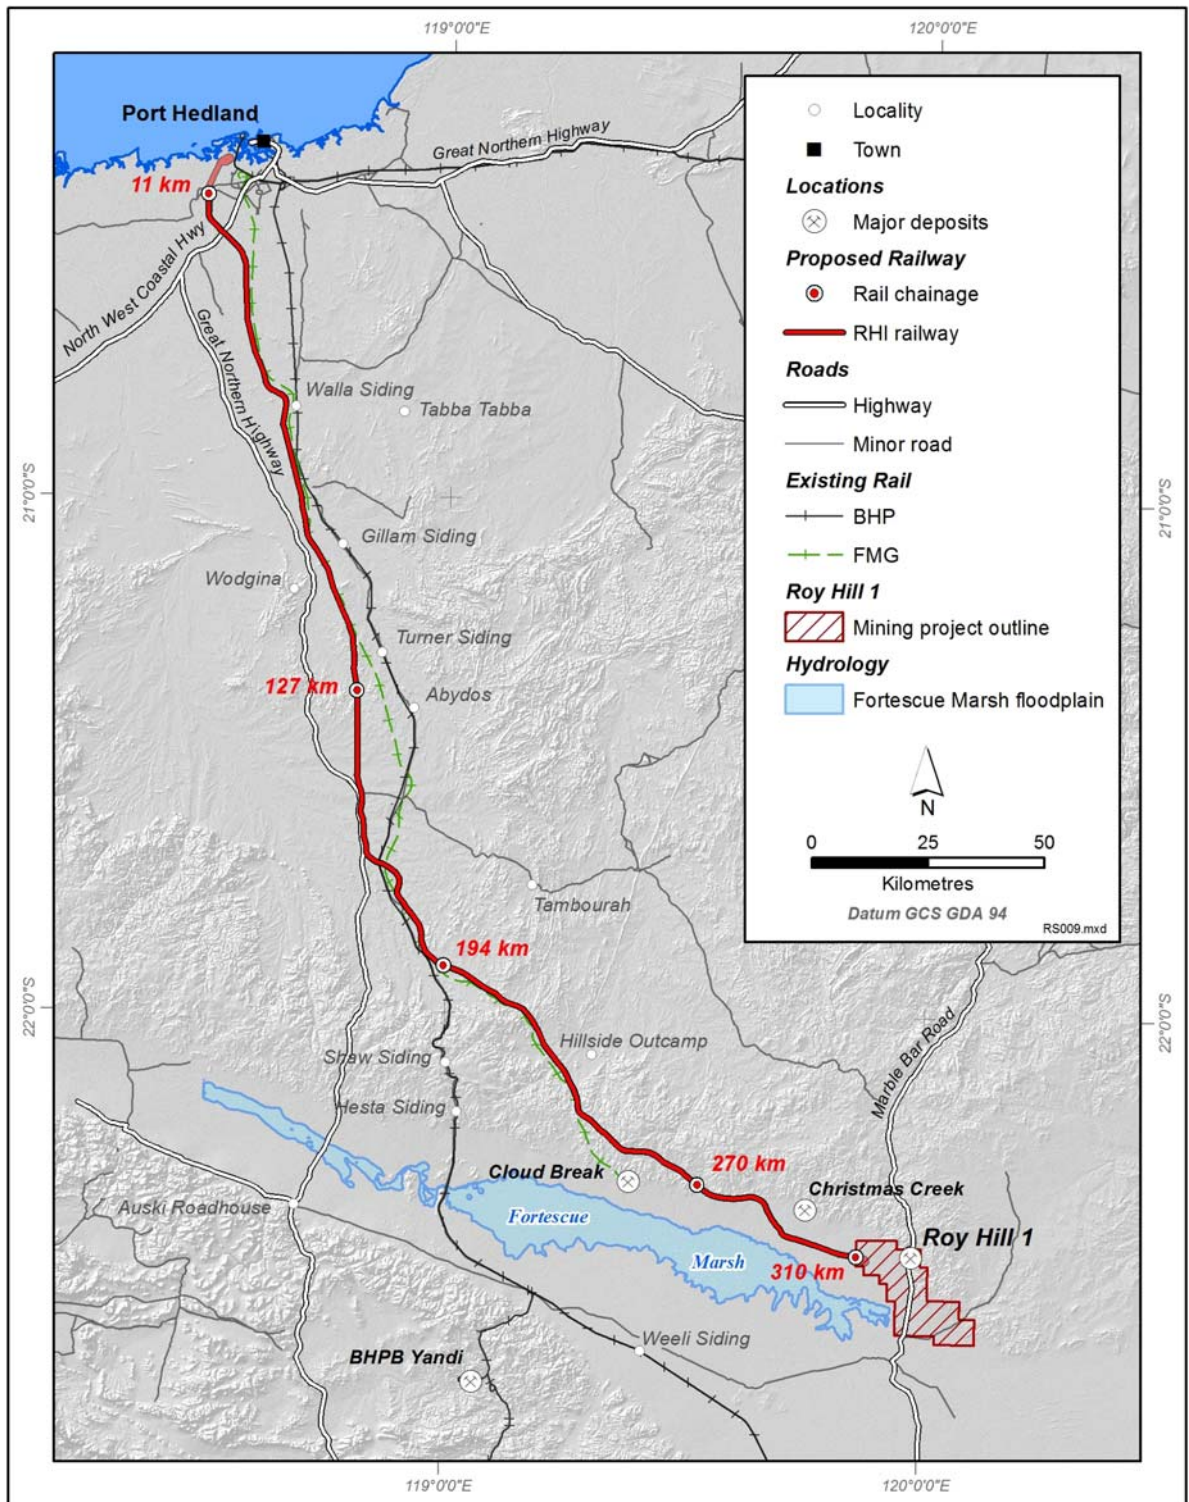 119°0'0"E
120°0'0"E
Port Hedland
Great Northern Highway
11 km
North West Coastal Hwy
Great Northern Highway
Walla Siding
Tabba Tabba
21°0'0"S
21°0'0"S
Gillam Siding
Wodgina
Turner Siding
127 km
Abydos
Tambourah
194 km
22°0'0"S
22°0'0"S
Hillside Outcamp
Shaw Siding
Marble Bar Road
Hesta Siding
270 km
Cloud Break
Christmas Creek
Auski Roadhouse
Fortescue
Marsh
Roy Hill 1
310 km
Weeli Siding
BHPB Yandi
119°0'0"E
120°0'0"E
Locality
Town
Locations
Major deposits
Proposed Railway
Rail chainage
RHI railway
Roads
Highway
Minor road
Existing Rail
BHP
FMG
Roy Hill 1
Mining project outline
Hydrology
Fortescue Marsh floodplain
N
0 25 50
Kilometres
Datum GCS GDA 94
RS009.mxd